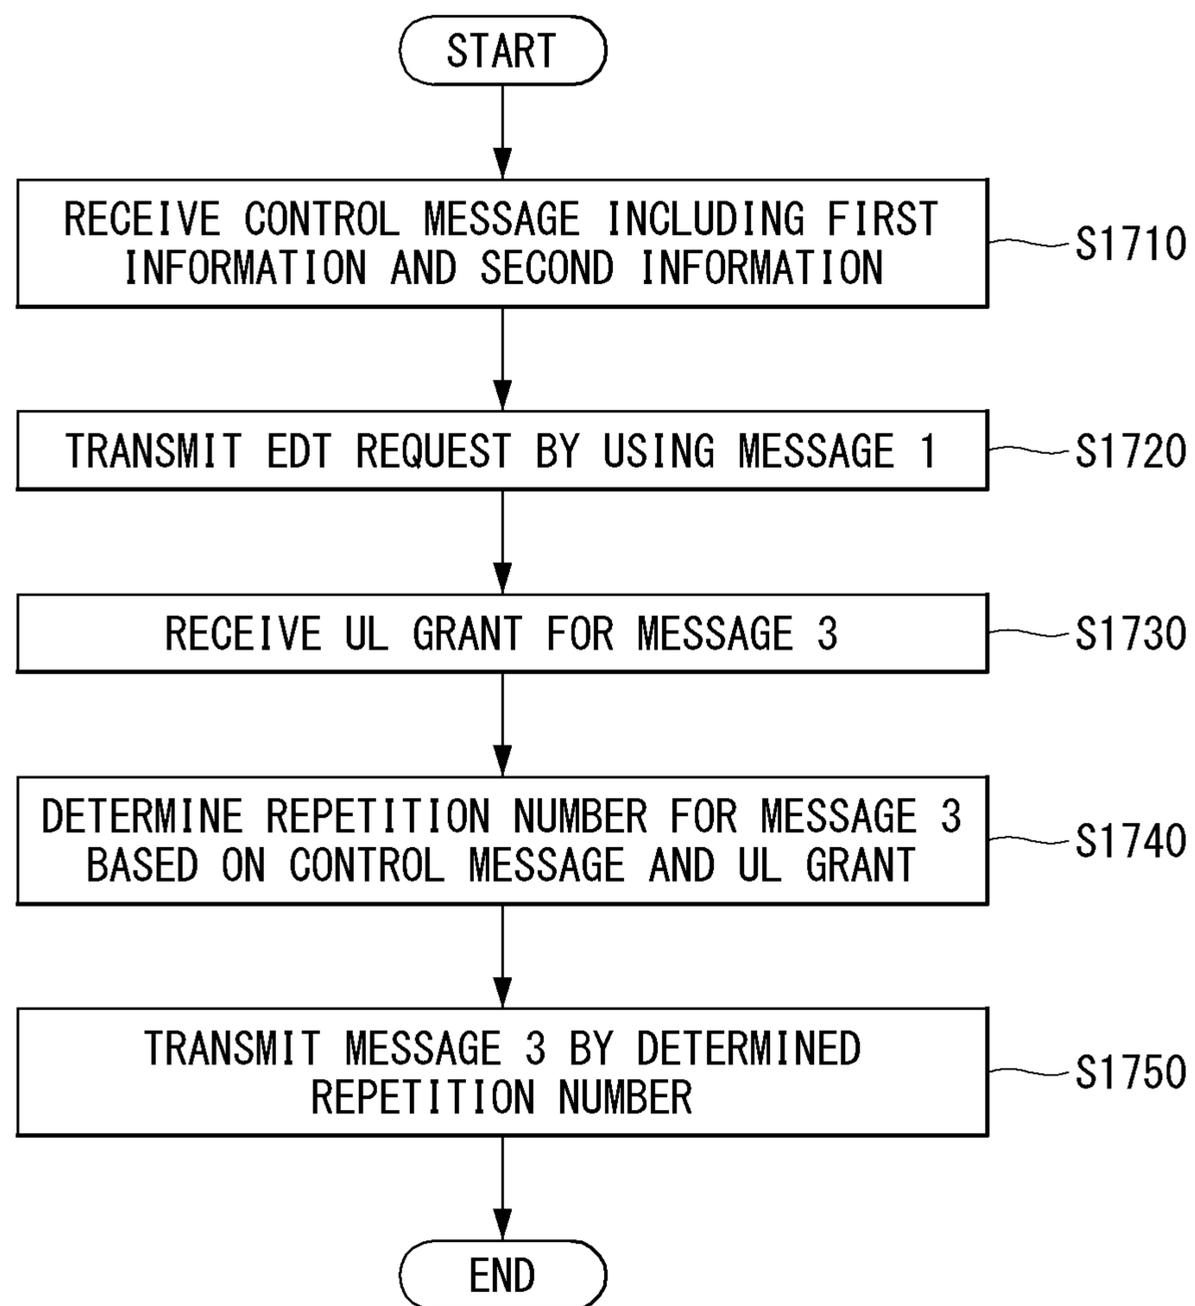 START
RECEIVE CONTROL MESSAGE INCLUDING FIRST
INFORMATION AND SECOND INFORMATION
S1710
TRANSMIT EDT REQUEST BY USING MESSAGE 1
S1720
RECEIVE UL GRANT FOR MESSAGE 3
S1730
DETERMINE REPETITION NUMBER FOR MESSAGE 3
BASED ON CONTROL MESSAGE AND UL GRANT
S1740
TRANSMIT MESSAGE 3 BY DETERMINED
REPETITION NUMBER
S1750
END